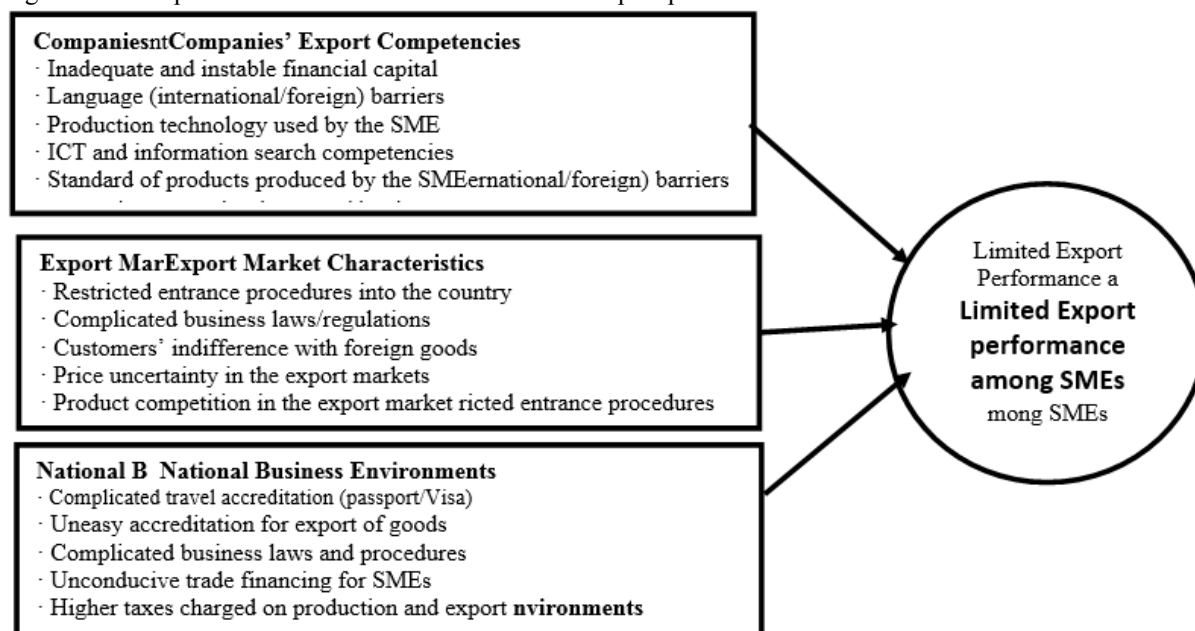 CompaniesntCompanies’ Export Competencies
· Inadequate and instable financial capital
· Language (international/foreign) barriers
· Production technology used by the SME
· ICT and information search competencies
· Standard of products produced by the SMEernational/foreign) barriers
Export MarExport Market Characteristics
· Restricted entrance procedures into the country
· Complicated business laws/regulations
· Customers’ indifference with foreign goods
· Price uncertainty in the export markets
· Product competition in the export market ricted entrance procedures
National B National Business Environments
· Complicated travel accreditation (passport/Visa)
· Uneasy accreditation for export of goods
· Complicated business laws and procedures
· Unconducive trade financing for SMEs
· Higher taxes charged on production and export nvironments
Limited Export
Performance a
Limited Export
performance
among SMEs
mong SMEs